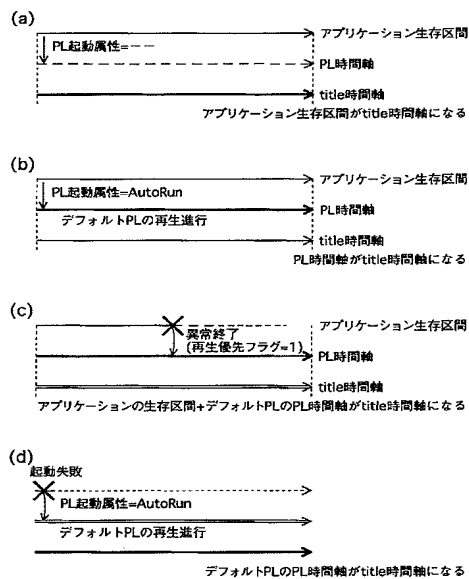 (a)
アプリケーション生存区間
PL起動属性=――
PL時間軸
title時間軸
アプリケーション生存区間がtitle時間軸になる
(b)
アプリケーション生存区間
PL起動属性=AutoRun
PL時間軸
デフォルトPLの再生進行
title時間軸
PL時間軸がtitle時間軸になる
(c)
アプリケーション生存区間
異常終了
(再生優先フラグ=1)
PL時間軸
title時間軸
アプリケーションの生存区間+デフォルトPLのPL時間軸がtitle時間軸になる
(d)
起動失敗
PL起動属性=AutoRun
デフォルトPLの再生進行
デフォルトPLのPL時間軸がtitle時間軸になる